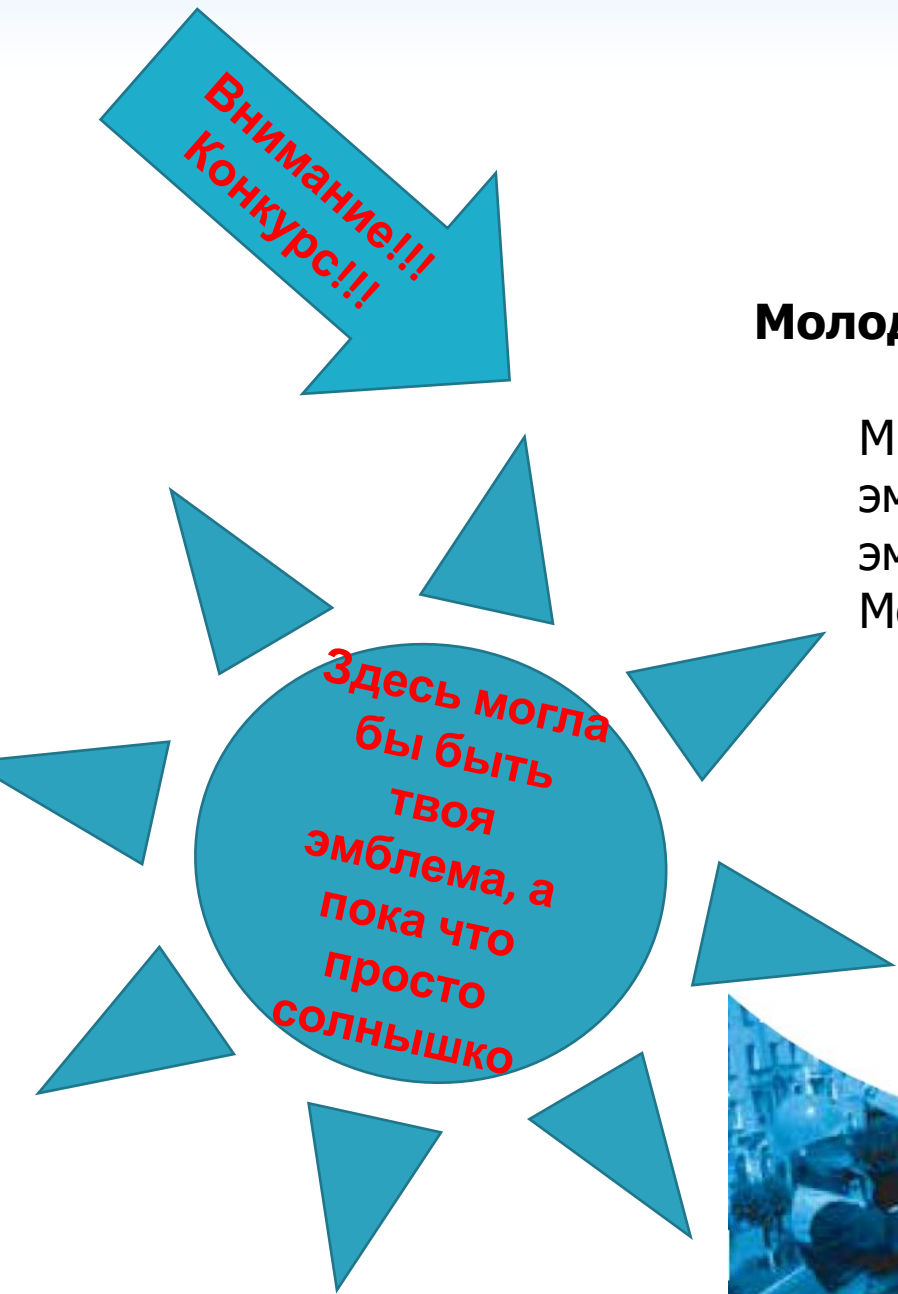 Внимание!!!
Конкурс!!!
Здесь могла
бы быть
твоя
эмблема, а
пока что
просто
солнышко